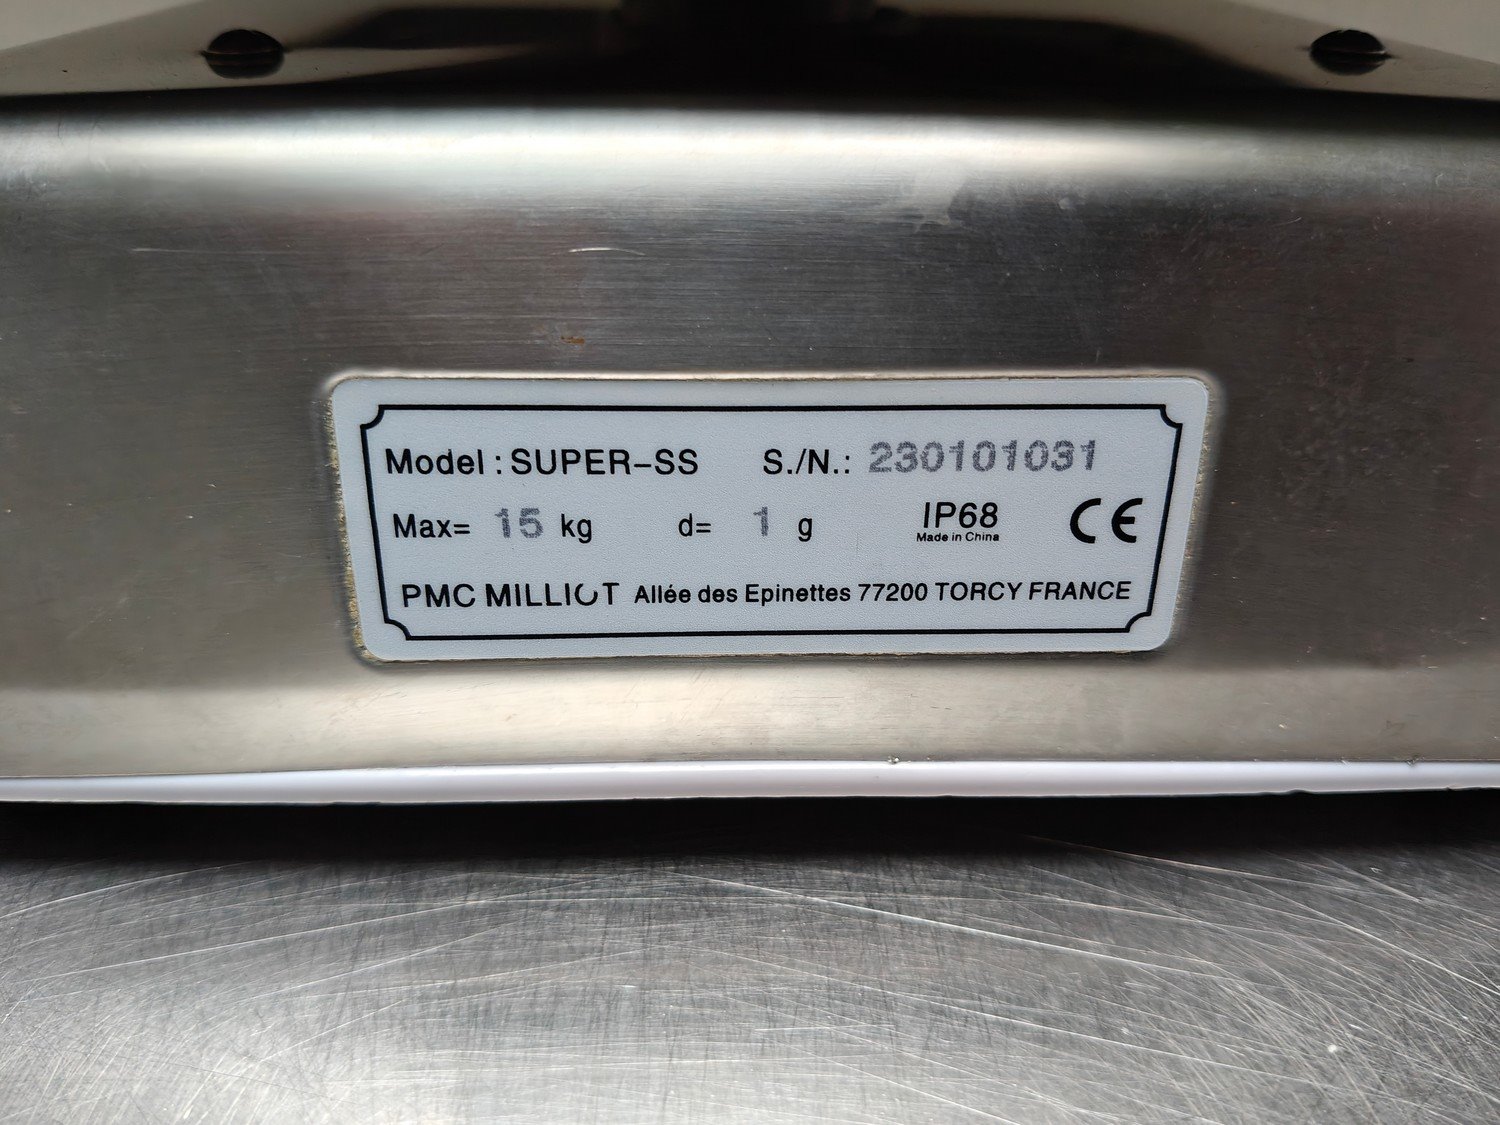 Model : SUPER-SS S./N.: 230101031
Max= 15 kg d= 1 g IP68 CE
Made in China
PMC MILLIOT Allée des Epinettes 77200 TORCY FRANCE